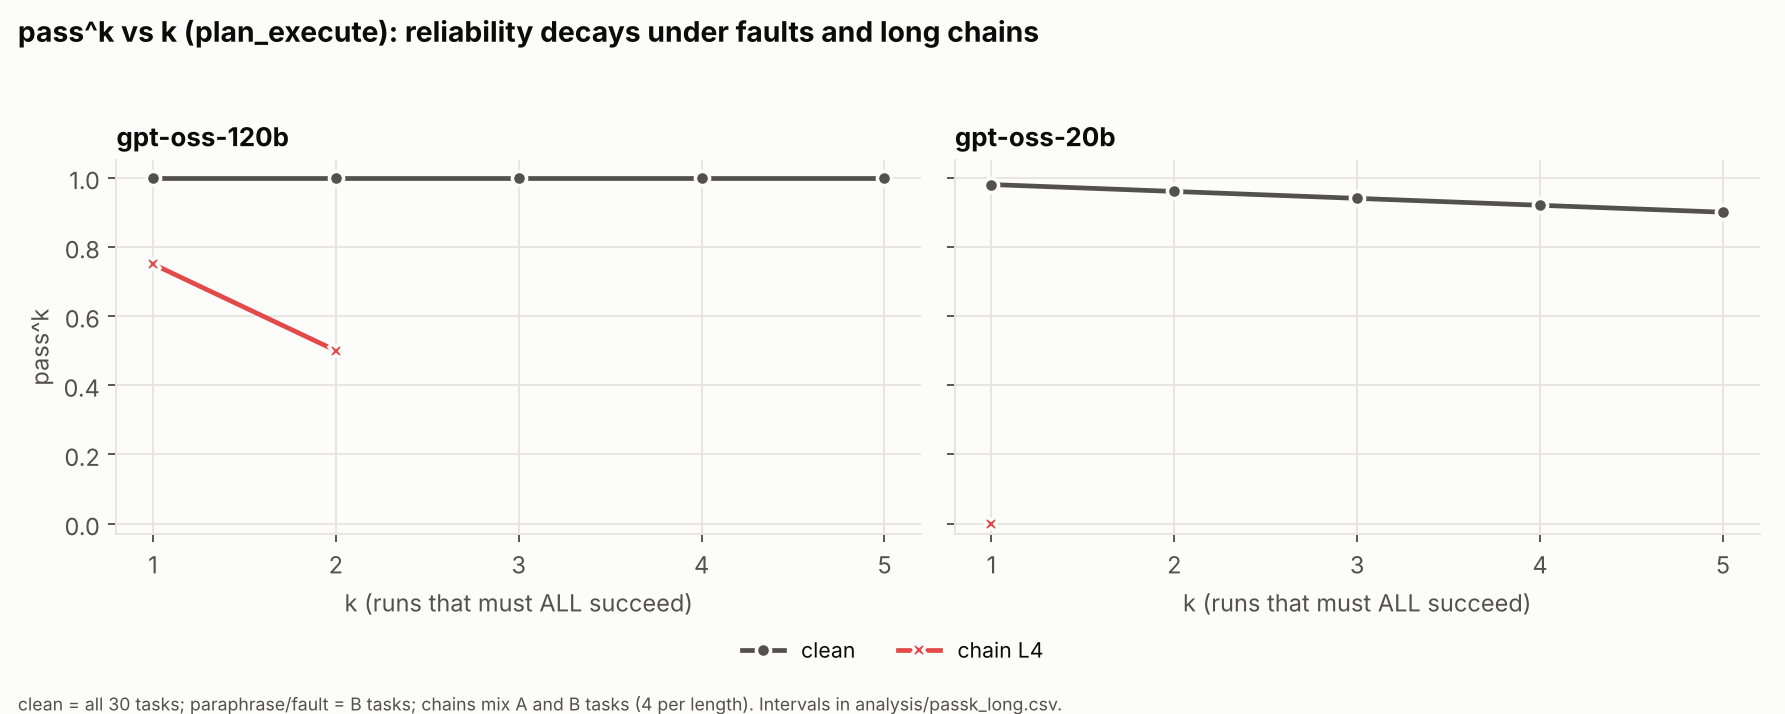 pass^k vs k (plan_execute): reliability decays under faults and long chains
gpt-oss-120b
gpt-oss-20b
pass^k
1.0
0.8
0.6
0.4
0.2
0.0
1 2 3 4 5
1 2 3 4 5
k (runs that must ALL succeed)
k (runs that must ALL succeed)
clean
chain L4
clean = all 30 tasks; paraphrase/fault = B tasks; chains mix A and B tasks (4 per length). Intervals in analysis/passk_long.csv.